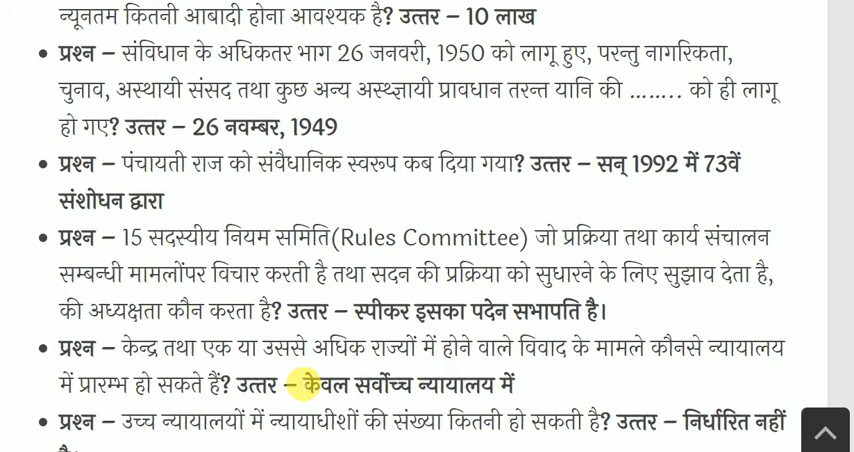 न्यूनतम कितनी आबादी होना आवश्यक है? उत्तर – 10 लाख
प्रश्न – संविधान के अधिकतर भाग 26 जनवरी, 1950 को लागू हुए, परन्तु नागरिकता,
चुनाव, अस्थायी संसद तथा कुछ अन्य अस्थ्ज्ञायी प्रावधान तरन्त यानि की ........ को ही लागू
हो गए? उत्तर – 26 नवम्बर, 1949
प्रश्न – पंचायती राज को संवैधानिक स्वरूप कब दिया गया? उत्तर – सन् 1992 में 73वें
संशोधन द्वारा
प्रश्न – 15 सदस्यीय नियम समिति(Rules Committee) जो प्रक्रिया तथा कार्य संचालन
सम्बन्धी मामलोंपर विचार करती है तथा सदन की प्रक्रिया को सुधारने के लिए सुझाव देता है,
की अध्यक्षता कौन करता है? उत्तर – स्पीकर इसका पदेन सभापति है।
प्रश्न – केन्द्र तथा एक या उससे अधिक राज्यों में होने वाले विवाद के मामले कौनसे न्यायालय
में प्रारम्भ हो सकते हैं? उत्तर – केवल सर्वोच्च न्यायालय में
प्रश्न – उच्च न्यायालयों में न्यायाधीशों की संख्या कितनी हो सकती है? उत्तर – निर्धारित नहीं